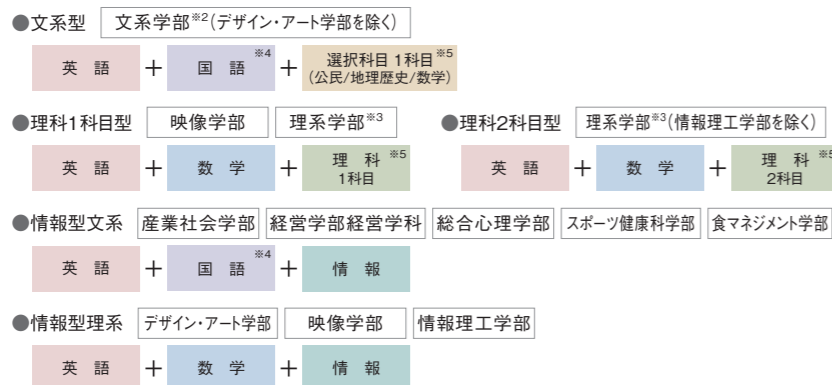 ●文系型 文系学部※2(デザイン・アート学部を除く)
英語 + 国語※4 + 選択科目 1科目※5
(公民/地理歴史/数学)
●理科1科目型 映像学部 理系学部※3
英語 + 数学 + 理科※5
1科目
●理科2科目型 理系学部※3(情報理工学部を除く)
英語 + 数学 + 理科※5
2科目
●情報型文系 産業社会学部 経営学部経営学科 総合心理学部 スポーツ健康科学部 食マネジメント学部
英語 + 国語※4 + 情報
●情報型理系 デザイン・アート学部 映像学部 情報理工学部
英語 + 数学 + 情報